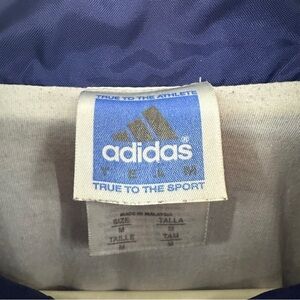 TRUE TO THE ATHLETE
adidas®
TEAM
TRUE TO THE SPORT
MADE IN MALAYSIA
SIZE TALLA
M M
TAILLE TAM
M M